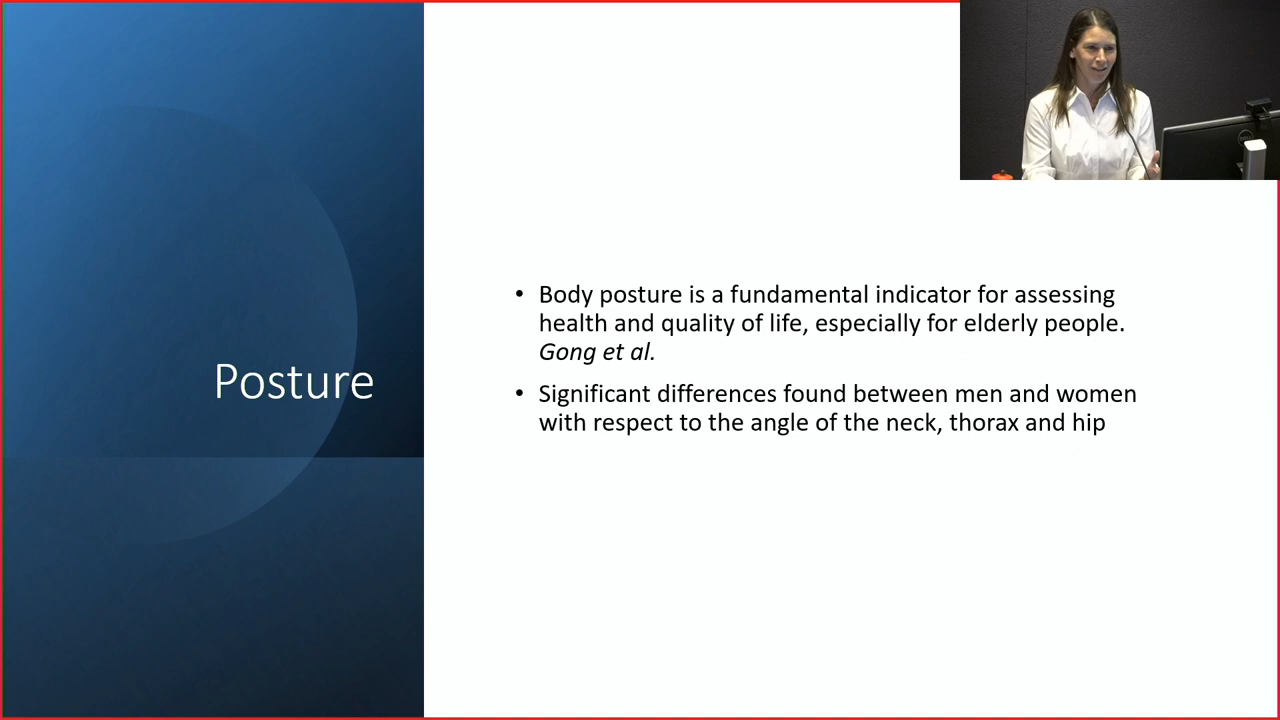 Posture
• Body posture is a fundamental indicator for assessing
health and quality of life, especially for elderly people.
Gong et al.
• Significant differences found between men and women
with respect to the angle of the neck, thorax and hip